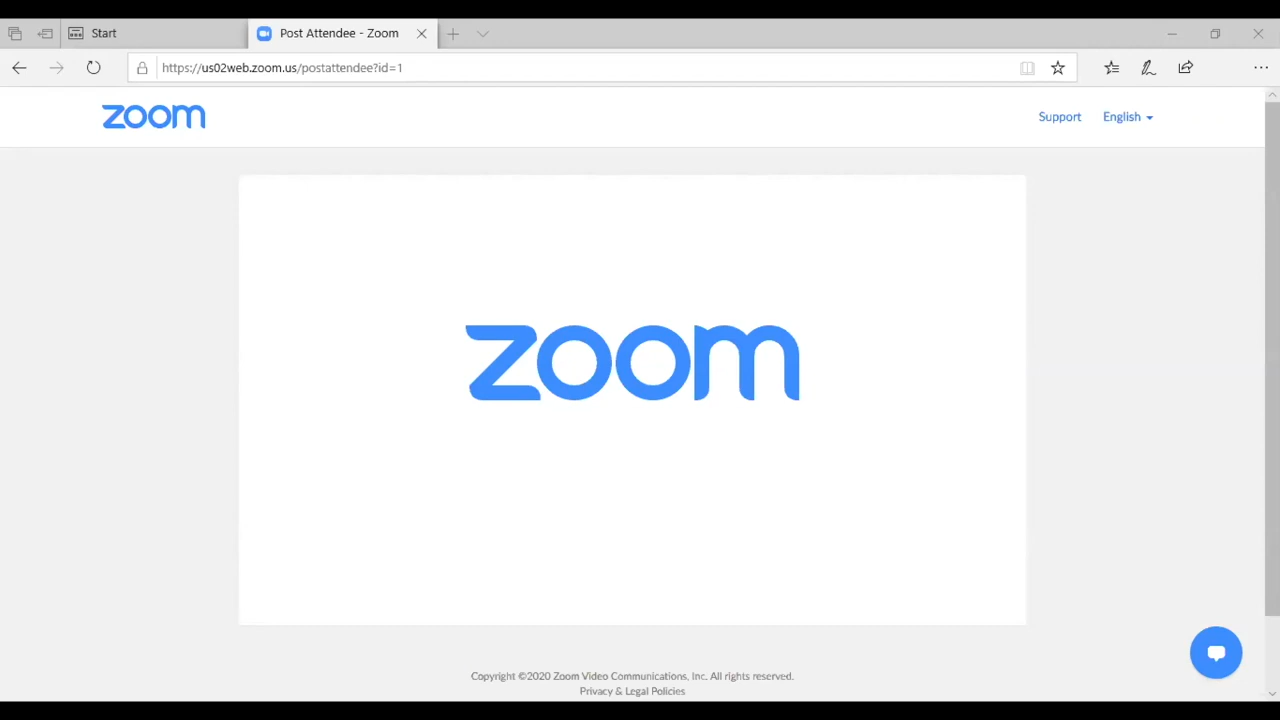 Start
Post Attendee - Zoom
https://us02web.zoom.us/postattendee?id=1
zoom
Support
English
zoom
Copyright ©2020 Zoom Video Communications, Inc. All rights reserved.
Privacy & Legal Policies